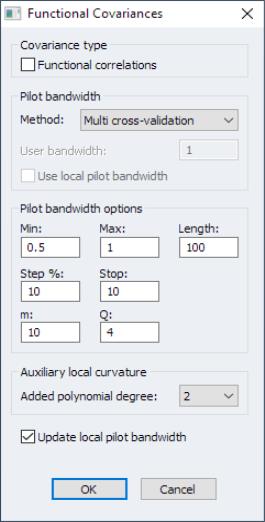 Functional Covariances
Covariance type
Functional correlations
Pilot bandwidth
Method: Multi cross-validation
User bandwidth: 1
Use local pilot bandwidth
Pilot bandwidth options
Min: Max: Length:
0.5 1 100
Step %: Stop:
10 10
m: Q:
10 4
Auxiliary local curvature
Added polynomial degree: 2
Update local pilot bandwidth
OK Cancel